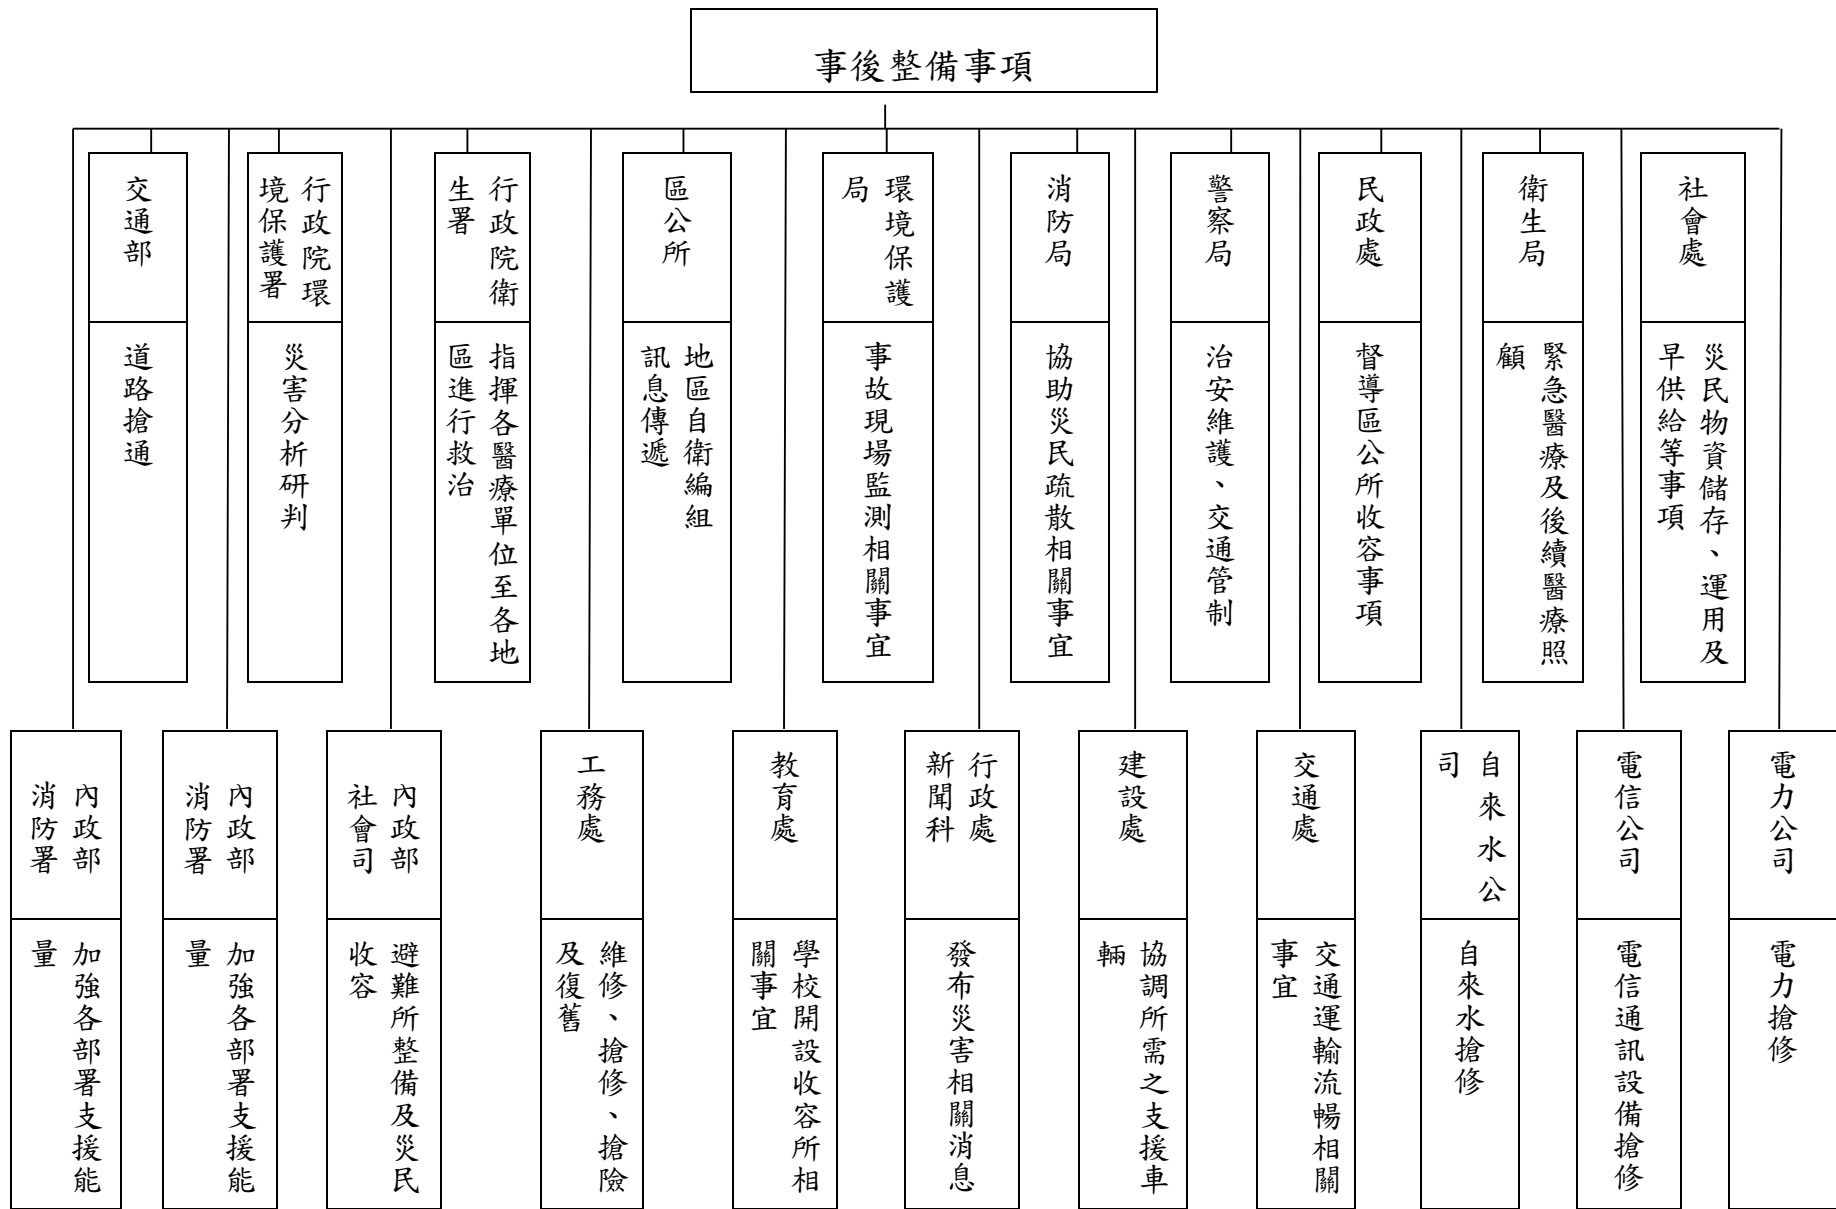 事後整備事項
交通部
道路搶通
行政院環
境保護署
災害分析研判
行政院衛
生署
指揮各醫療單位至各地
區進行救治
區公所
地區自衛編組
訊息傳遞
環境保護
局
事故現場監測相關事宜
消防局
協助災民疏散相關事宜
警察局
治安維護、交通管制
民政處
督導區公所收容事項
衛生局
緊急醫療及後續醫療照
顧
社會處
災民物資儲存、運用及
早供給等事項
內政部
消防署
加強各部署支援能
量
內政部
消防署
加強各部署支援能
量
內政部
社會司
避難所整備及災民
收容
工務處
維修、搶修、搶險
及復舊
教育處
學校開設收容所相
關事宜
行政處
新聞科
發布災害相關消息
建設處
協調所需之支援車
輛
交通處
交通運輸流暢相關
事宜
自來水公
司
自來水搶修
電信公司
電信通訊設備搶修
電力公司
電力搶修